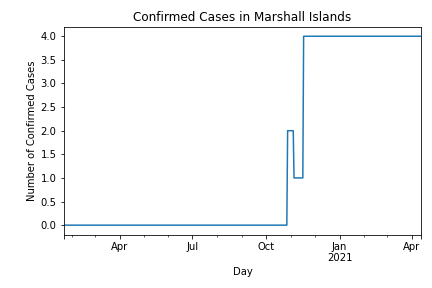 Confirmed Cases in Marshall Islands
4.0
3.5
3.0
2.5
2.0
1.5
1.0
0.5
0.0
Number of Confirmed Cases
Apr Jul Oct Jan Apr
2021
Day